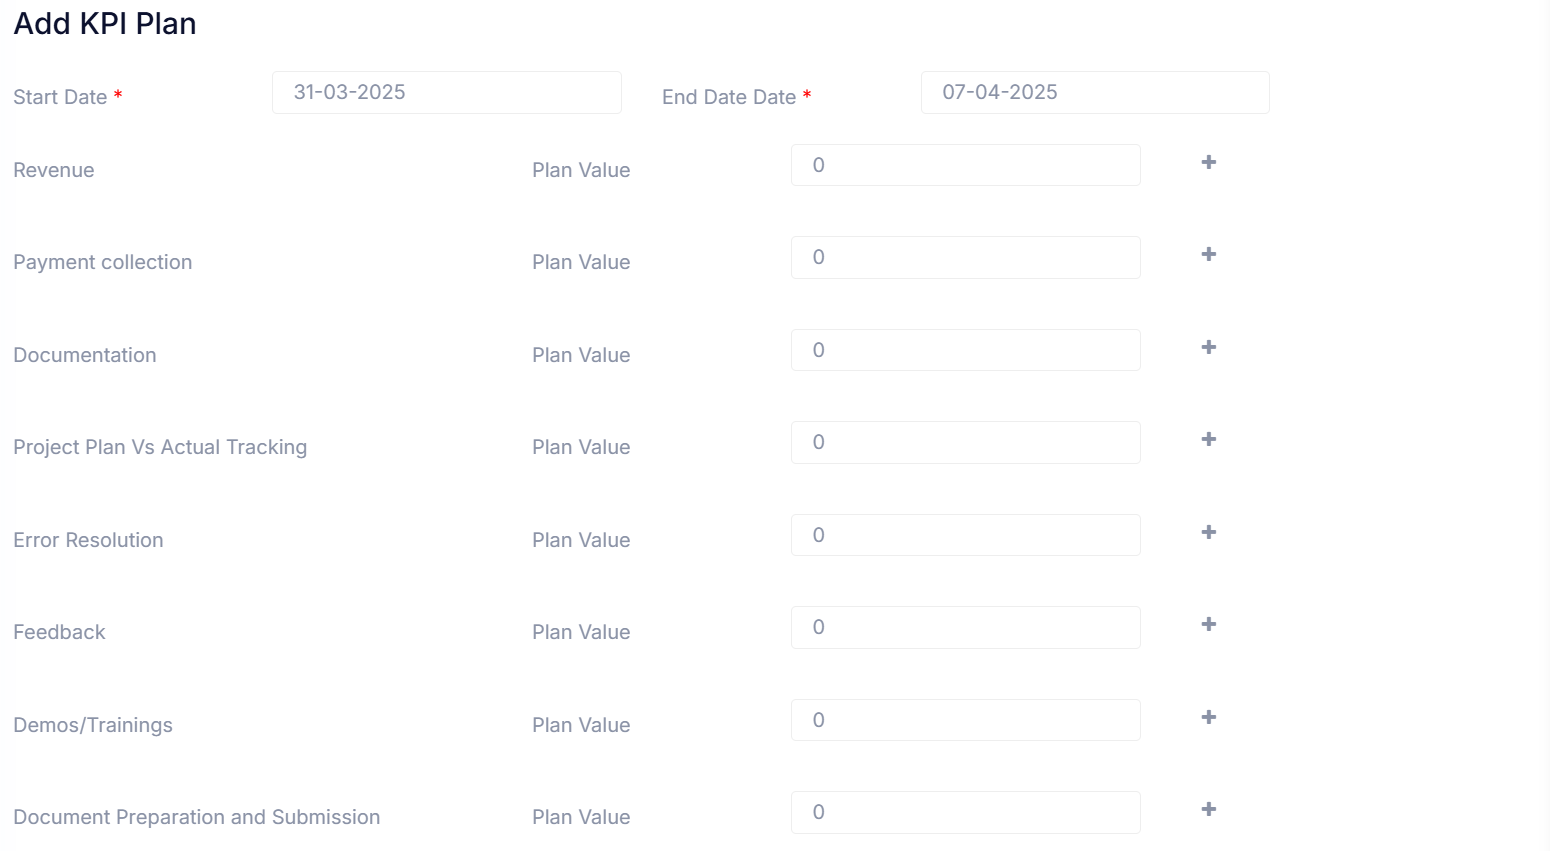 Add KPI Plan
Start Date * 31-03-2025 End Date Date * 07-04-2025
Revenue Plan Value 0 +
Payment collection Plan Value 0 +
Documentation Plan Value 0 +
Project Plan Vs Actual Tracking Plan Value 0 +
Error Resolution Plan Value 0 +
Feedback Plan Value 0 +
Demos/Trainings Plan Value 0 +
Document Preparation and Submission Plan Value 0 +